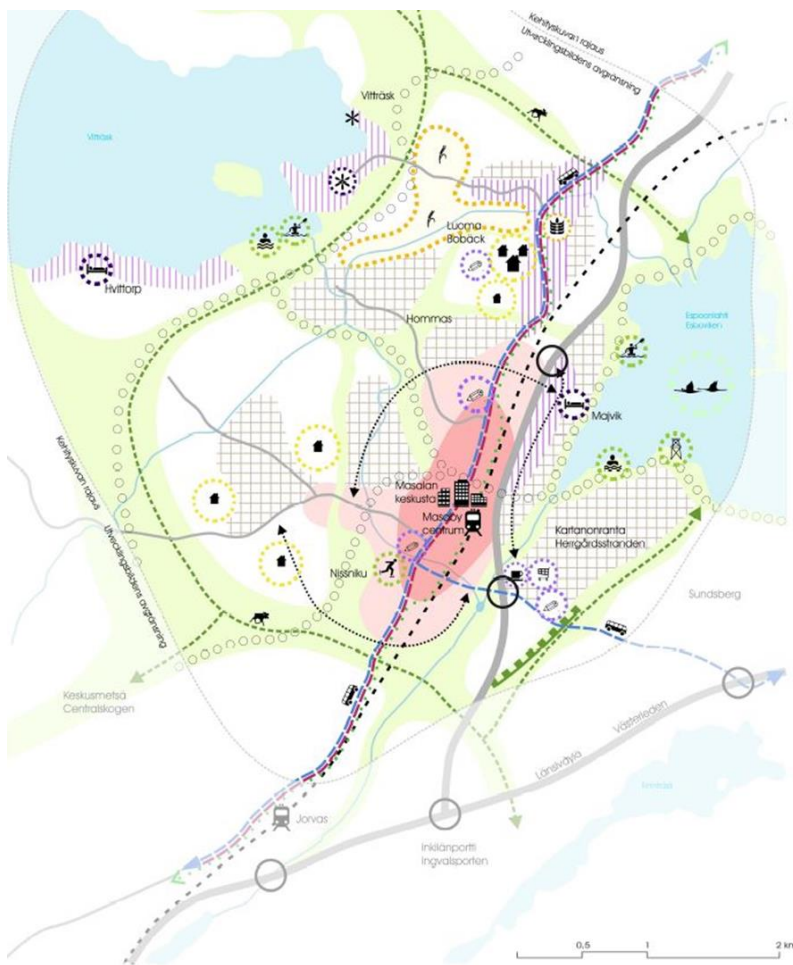 Kehityskuvan rajaus
Utvecklingsbildens avgränsning
Vitträsk
Vitträsk
Luoma
Boback
Hvittorp
Espoonlahti
Esboviken
Hommas
Majvik
Kehityskuvan rajaus
Utvecklingsbildens avgränsning
Masalan
keskusta
Masaby
centrum
Kartanonranta
Herrgårdsstranden
Nissniku
Sundsberg
Keskusmetsä
Centralskogen
Länsiväylä
Västerleden
Jorvas
Inkilänportti
Ingvalsporten
0,5
1
2 km